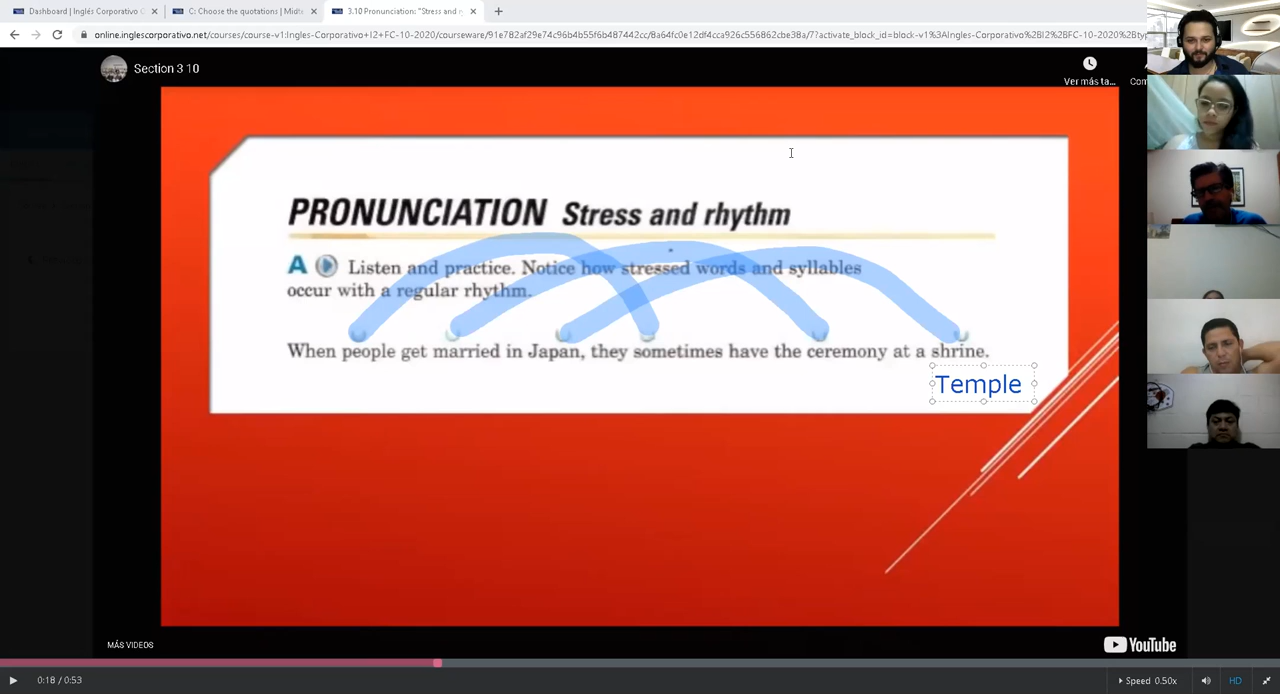 Dashboard | Inglés Corporativo
C: Choose the quotations | Midt
3.10 Pronunciation: "Stress and r
online.inglescorporativo.net/courses/course-v1:Ingles-Corporativo+I2+FC-10-2020/courseware/91e782af29e74c96b4b55f6b487442cc/8a64fc0e12df4cca926c556862cbe38a/7?activate_block_id=block-v1%3AIngles-Corporativo%2BI2%2BFC-10-2020%2Btyp
Section 3 10
Ver más ta...
Com
PRONUNCIATION Stress and rhythm
A Listen and practice. Notice how stressed words and syllables
occur with a regular rhythm.
When people get married in Japan, they sometimes have the ceremony at a shrine.
Temple
MÁS VIDEOS
YouTube
0:18 / 0:53
Speed 0.50x
HD